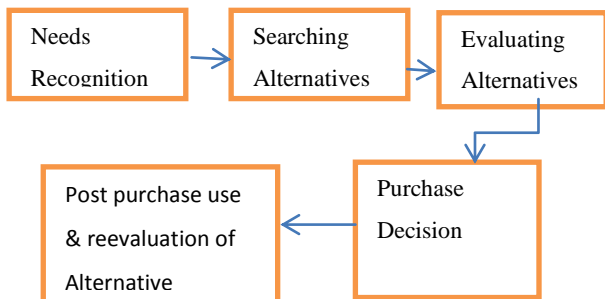 Needs
Recognition
Searching
Alternatives
Evaluating
Alternatives
Purchase
Decision
Post purchase use
& reevaluation of
Alternative